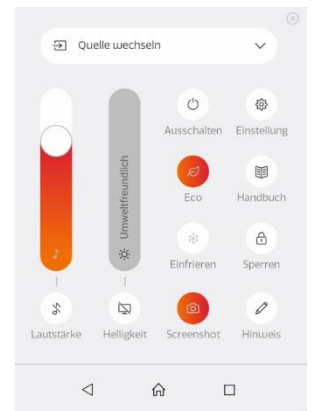 Quelle wechseln
Umweltfreundlich
Ausschalten Einstellung
Eco Handbuch
Einfrieren Sperren
Lautstärke Helligkeit Screenshot Hinweis